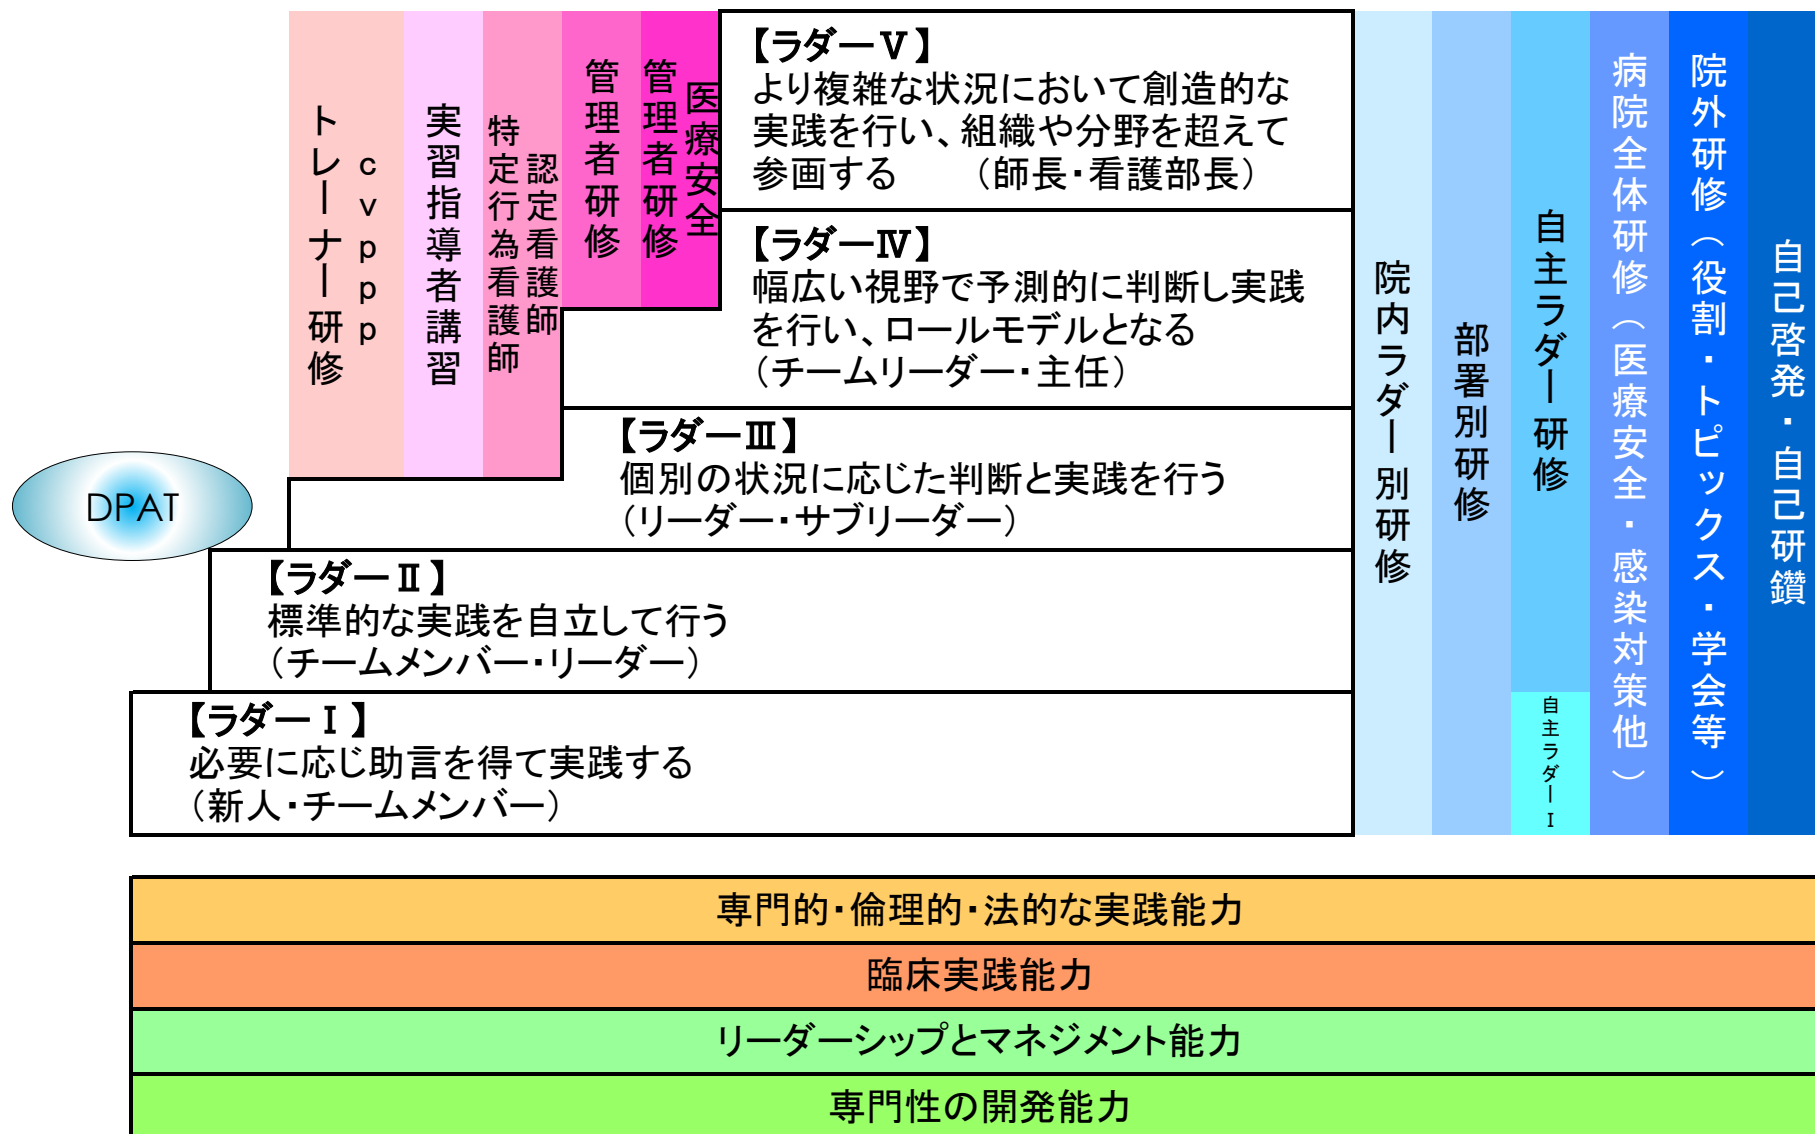 トレーナー研修
cvppp
実習指導者講習
特定行為看護師
認定看護師
管理者研修
管理者研修
医療安全
【ラダーⅤ】
より複雑な状況において創造的な
実践を行い、組織や分野を超えて
参画する　　（師長・看護部長）
【ラダーⅣ】
幅広い視野で予測的に判断し実践
を行い、ロールモデルとなる
（チームリーダー・主任）
【ラダーⅢ】
個別の状況に応じた判断と実践を行う
（リーダー・サブリーダー）
DPAT
【ラダーⅡ】
標準的な実践を自立して行う
（チームメンバー・リーダー）
【ラダーⅠ】
必要に応じ助言を得て実践する
（新人・チームメンバー）
院内ラダー別研修
部署別研修
自主ラダー研修
自主ラダーⅠ
病院全体研修（医療安全・感染対策他）
院外研修（役割・トピックス・学会等）
自己啓発・自己研鑽
専門的・倫理的・法的な実践能力
臨床実践能力
リーダーシップとマネジメント能力
専門性の開発能力